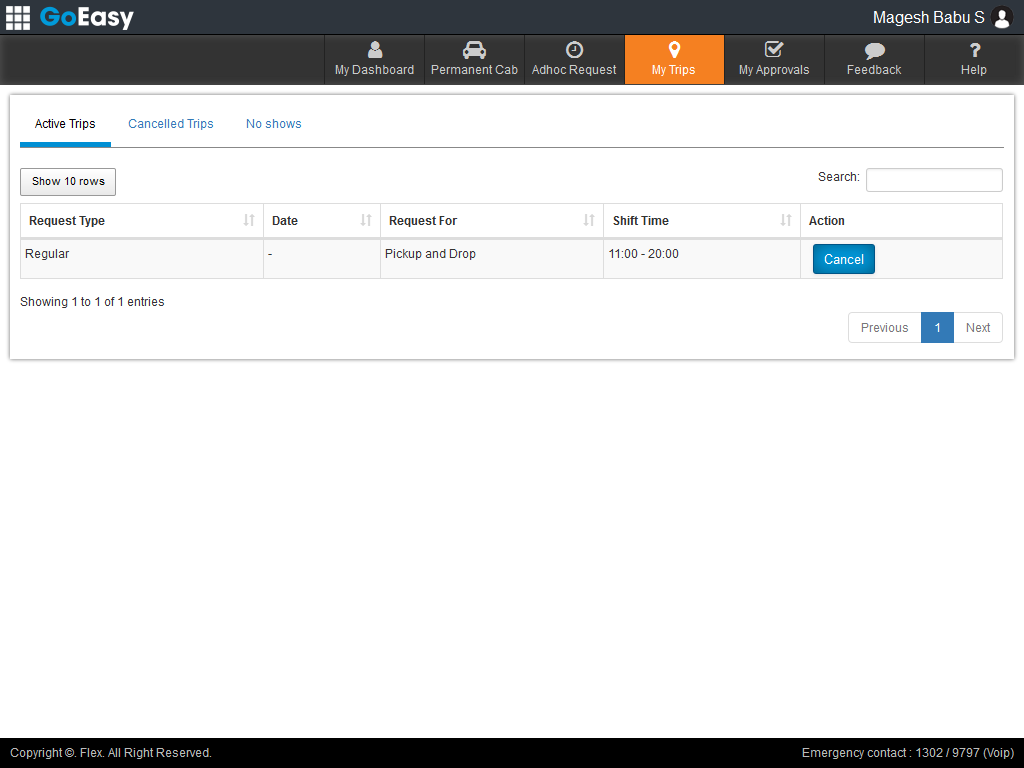 GoEasy
Magesh Babu S
My Dashboard
Permanent Cab
Adhoc Request
My Trips
My Approvals
Feedback
? Help
Active Trips
Cancelled Trips
No shows
Show 10 rows
Search:
Request Type
Date
Request For
Shift Time
Action
Regular
-
Pickup and Drop
11:00 - 20:00
Cancel
Showing 1 to 1 of 1 entries
Previous
1
Next
Copyright ©. Flex. All Right Reserved.
Emergency contact : 1302 / 9797 (Voip)